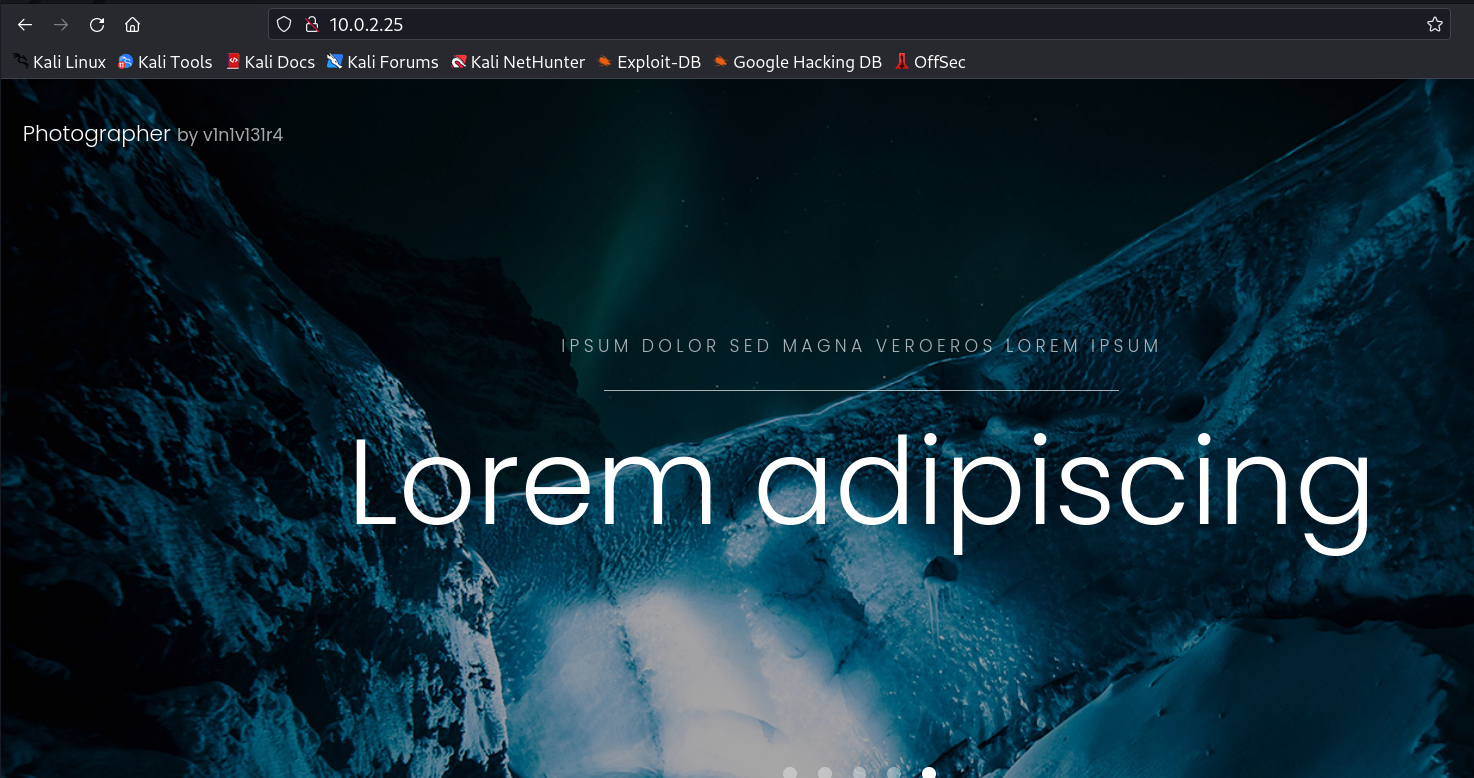 10.0.2.25
Kali Linux Kali Tools Kali Docs Kali Forums Kali NetHunter Exploit-DB Google Hacking DB OffSec
Photographer by v1n1v131r4
IPSUM DOLOR SED MAGNA VEROEROS LOREM IPSUM
Lorem adipiscing